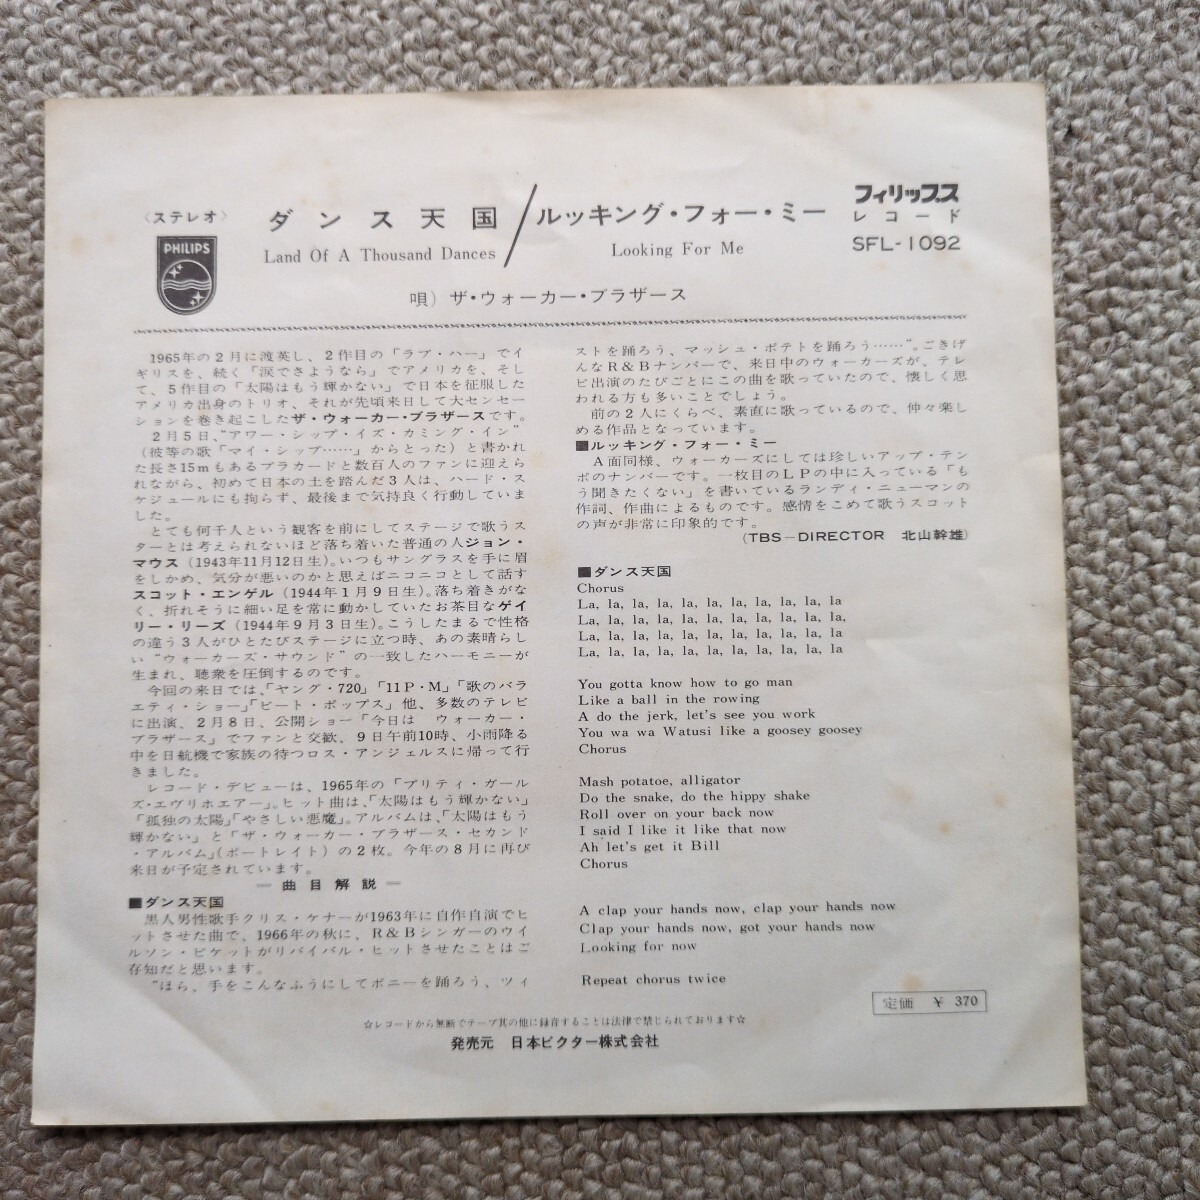 〈ステレオ〉
PHILIPS
ダンス天国/ルッキング・フォー・ミー
Land Of A Thousand Dances
Looking For Me
フィリップス
レコード
SFL-1092
唄) ザ・ウォーカー・ブラザース
1965年の2月に渡英し、2作目の「ラブ・ハー」でイ
ギリスを、続く「涙でさようなら」でアメリカを、そし
て、5作目の「太陽はもう輝かない」で日本を征服した
アメリカ出身のトリオ、それが先頃来日して大センセー
ションを巻き起こしたザ・ウォーカー・ブラザースです。
2月5日、"アワー・シップ・イズ・カミング・イン"
(彼等の歌「マイ・シップ……」からとった)と書かれ
た長さ15mもあるプラカードと数百人のファンに迎えら
れながら、初めて日本の土を踏んだ3人は、ハード・ス
ケジュールにも拘らず、最後まで気持良く行動していま
した。
とても何千人という観客を前にしてステージで歌うス
ターとは考えられないほど落ち着いた普通の人ジョン・
マウス(1943年11月12日生)。いつもサングラスを手に眉
をしかめ、気分が悪いのかと思えばニコニコとして話す
スコット・エンゲル(1944年1月9日生)。落ち着きがな
く、折れそうに細い足を常に動かしていたお茶目なゲイ
リー・リーズ(1944年9月3日生)。こうしたまるで性格
の違う3人がひとたびステージに立つ時、あの素晴らし
い"ウォーカーズ・サウンド"の一致したハーモニーが
生まれ、聴衆を圧倒するのです。
今回の来日では、「ヤング・720」「11P・M」「歌のバラ
エティ・ショー」「ビート・ポップス」他、多数のテレビ
に出演、2月8日、公開ショー「今日は ウォーカー・
ブラザース」でファンと交歓、9日午前10時、小雨降る
中を日航機で家族の待つロス・アンジェルスに帰って行
きました。
レコード・デビューは、1965年の「プリティ・ガール
ズ・エヴリホエアー」。ヒット曲は、「太陽はもう輝かない」
「孤独の太陽」「やさしい悪魔」。アルバムは、「太陽はもう
輝かない」と「ザ・ウォーカー・ブラザース・セカンド
・アルバム」(ポートレイト)の2枚。今年の8月に再び
来日が予定されています。
―曲目解説―
■ダンス天国
黒人男性歌手クリス・ケナーが1963年に自作自演でヒ
ットさせた曲で、1966年の秋に、R&Bシンガーのウイ
ルソン・ピケットがリバイバル・ヒットさせたことはご
存知だと思います。
"ほら、手をこんなふうにしてポニーを踊ろう、ツィ
ストを踊ろう、マッシュ・ポテトを踊ろう……"。ごきげ
んなR&Bナンバーで、来日中のウォーカーズが、テレ
ビ出演のたびごとにこの曲を歌っていたので、懐しく思
われる方も多いことでしょう。
前の2人にくらべ、素直に歌っているので、仲々楽し
める作品となっています。
■ルッキング・フォー・ミー
A面同様、ウォーカーズにしては珍しいアップ・テン
ポのナンバーです。一枚目のLPの中に入っている「も
う聞きたくない」を書いているランディ・ニューマンの
作詞、作曲によるものです。感情をこめて歌うスコット
の声が非常に印象的です。
(TBS-DIRECTOR 北山幹雄)
■ダンス天国
Chorus
La, la, la, la, la, la, la, la, la, la, la
La, la, la, la, la, la, la, la, la, la, la,
La, la, la, la, la, la, la, la, la, la, la
La, la, la, la, la, la, la, la, la, la, la
You gotta know how to go man
Like a ball in the rowing
A do the jerk, let's see you work
You wa wa Watusi like a goosey goosey
Chorus
Mash potatoe, alligator
Do the snake, do the hippy shake
Roll over on your back now
I said I like it like that now
Ah let's get it Bill
Chorus
A clap your hands now, clap your hands now
Clap your hands now, got your hands now
Looking for now
Repeat chorus twice
定価 ¥ 370
☆レコードから無断でテープ其の他に録音することは法律で禁じられております☆
発売元 日本ビクター株式会社